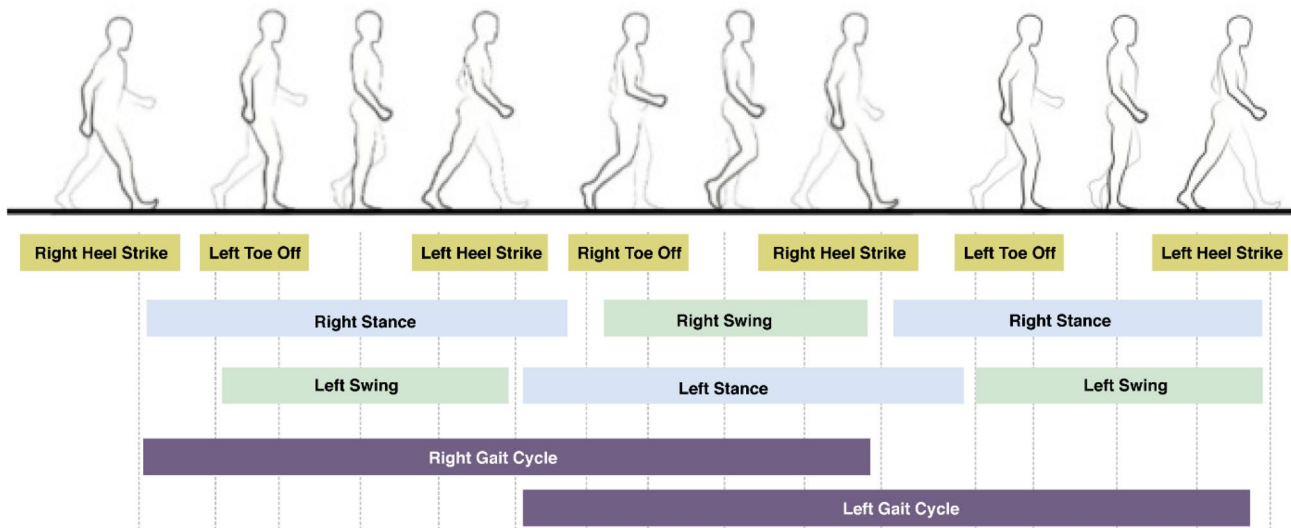 Right Heel Strike
Left Toe Off
Left Heel Strike
Right Toe Off
Right Heel Strike
Left Toe Off
Left Heel Strike
Right Stance
Right Swing
Right Stance
Left Swing
Left Stance
Left Swing
Right Gait Cycle
Left Gait Cycle